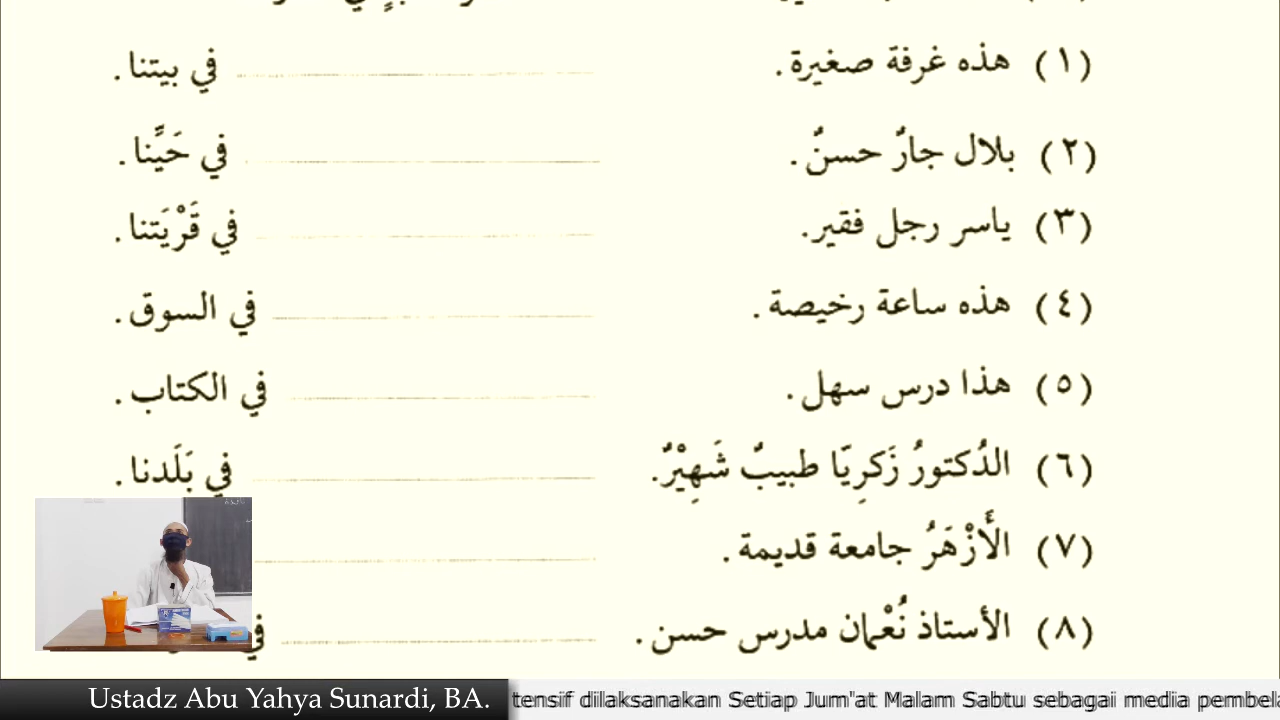 (١) هذه غرفة صغيرة. في بيتنا.
(٢) بلال جارٌ حسنٌ. في حَيِّنا.
(٣) ياسر رجل فقير. في قَرْيَتنا.
(٤) هذه ساعة رخيصة. في السوق.
(٥) هذا درس سهل. في الكتاب.
(٦) الدُكتورُ زَكرِيّا طبيبٌ شَهِيْرٌ. في بَلَدنا.
(٧) الأَزْهَرُ جامعة قديمة.
(٨) الأستاذ نُعْمان مدرس حسن. في
Ustadz Abu Yahya Sunardi, BA.
tensif dilaksanakan Setiap Jum'at Malam Sabtu sebagai media